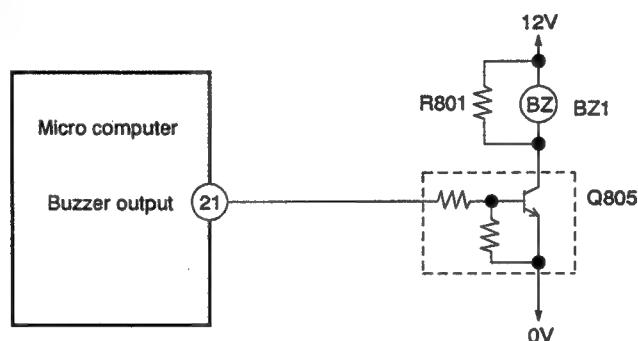 12V
R801
BZ
BZ1
Micro computer
Buzzer output
21
Q805
0V